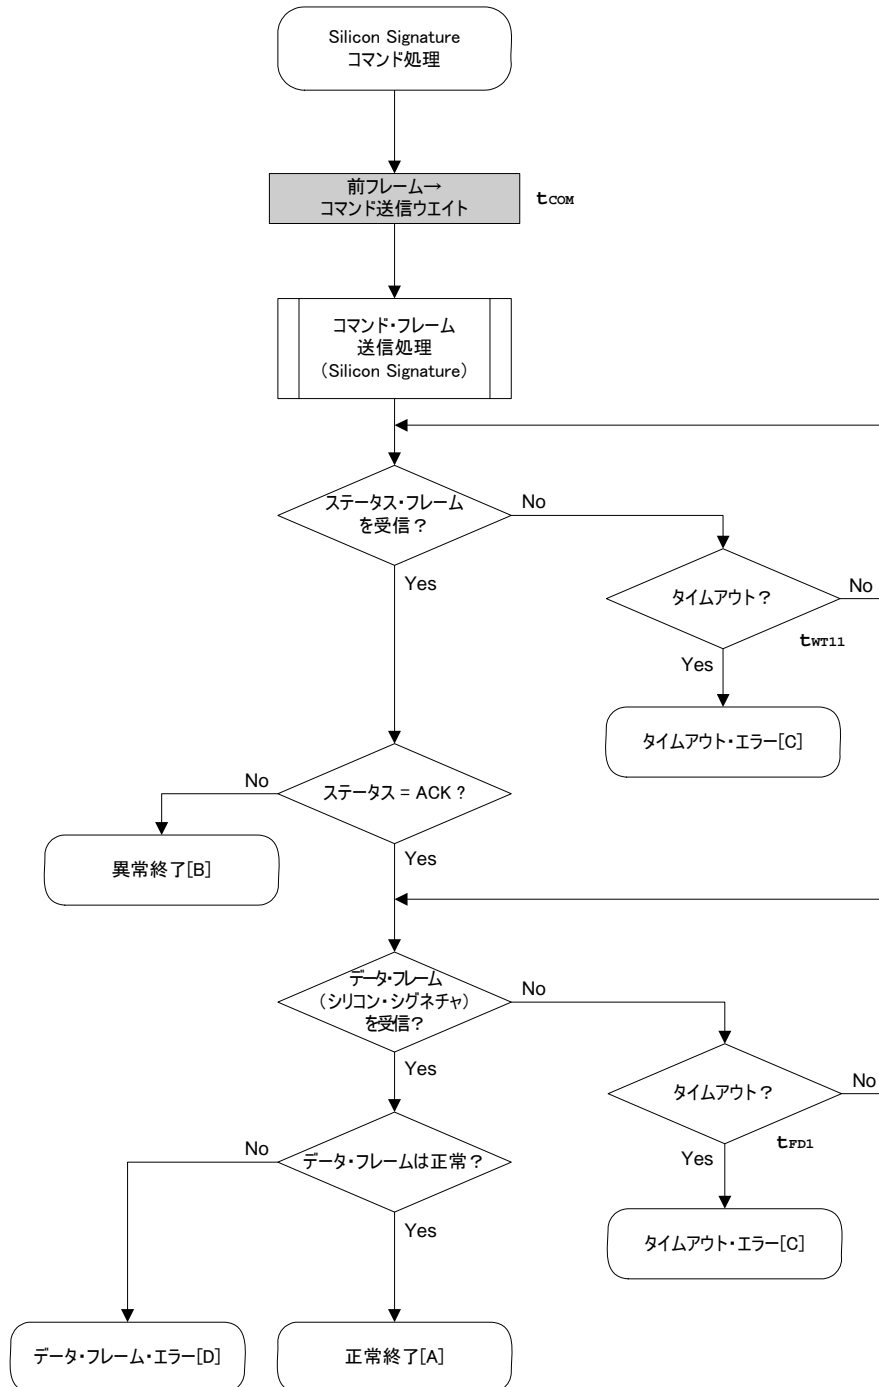 Silicon Signature
コマンド処理
前フレーム→
コマンド送信ウエイト
tCOM
コマンド・フレーム
送信処理
（Silicon Signature）
ステータス・フレーム
を受信？
No
Yes
タイムアウト？
No
tWT11
Yes
タイムアウト・エラー[C]
ステータス = ACK ?
No
異常終了[B]
Yes
データ・フレーム
（シリコン・シグネチャ）
を受信？
No
Yes
タイムアウト？
No
tFD1
Yes
タイムアウト・エラー[C]
データ・フレームは正常？
No
Yes
データ・フレーム・エラー[D]
正常終了[A]